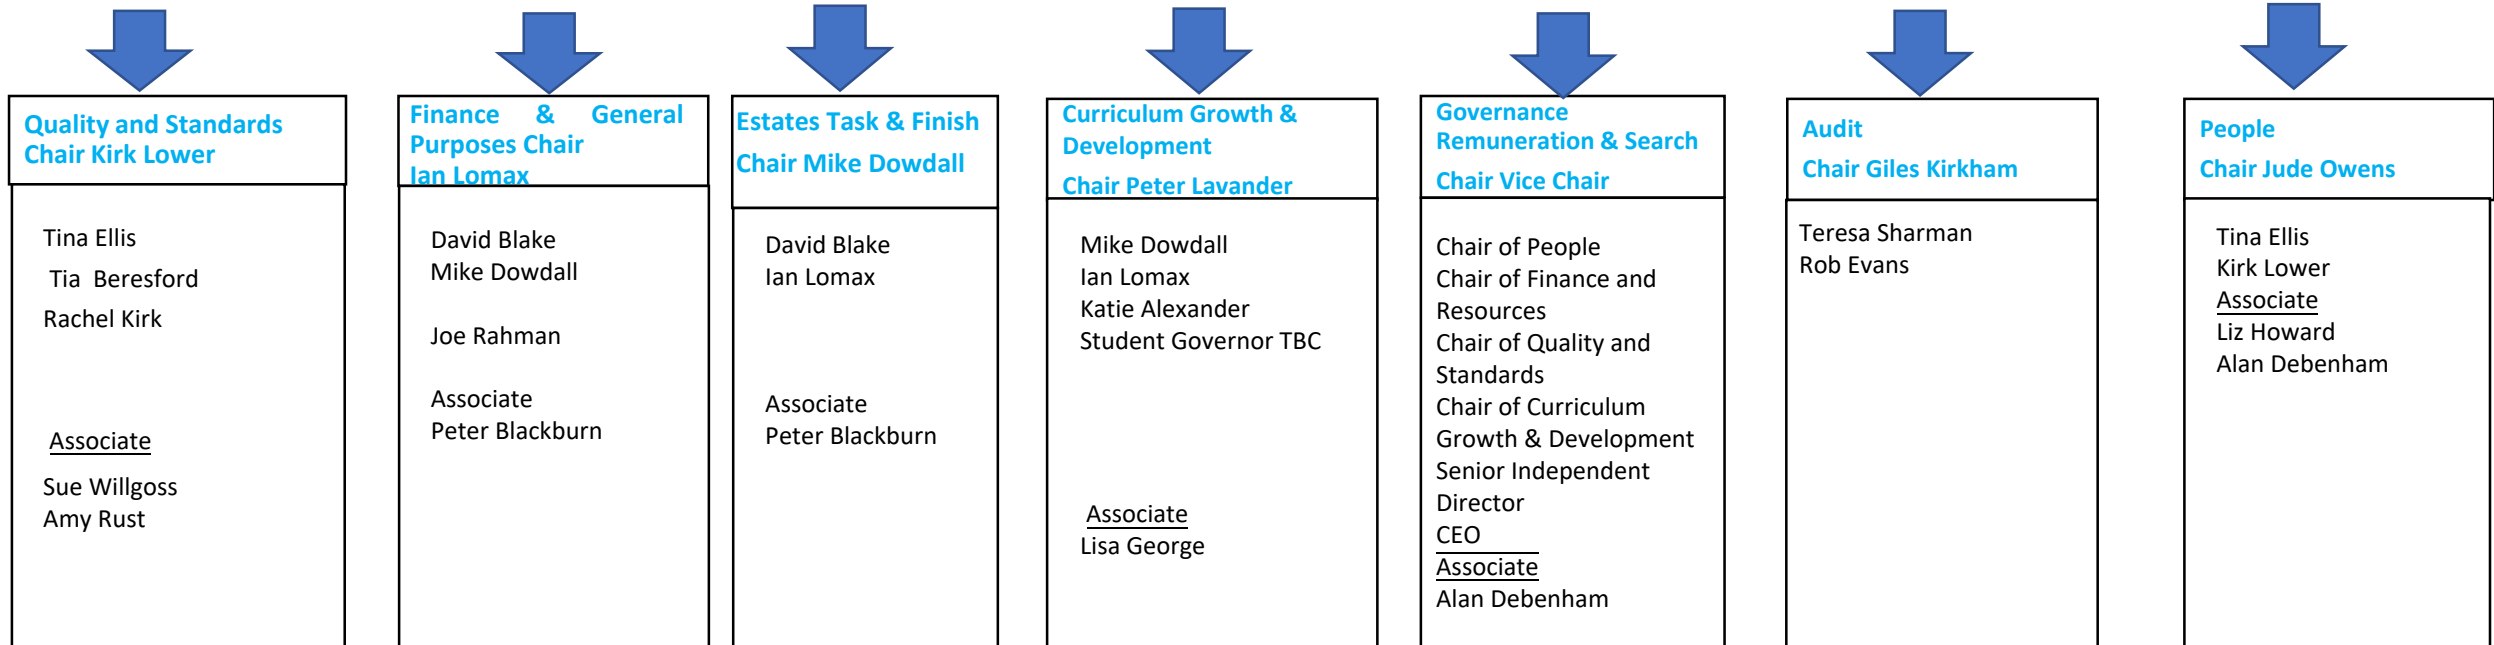 Quality and Standards
Chair Kirk Lower
Tina Ellis
Tia Beresford
Rachel Kirk
Associate
Sue Willgoss
Amy Rust
Finance & General
Purposes Chair
Ian Lomax
David Blake
Mike Dowdall
Joe Rahman
Associate
Peter Blackburn
Estates Task & Finish
Chair Mike Dowdall
David Blake
Ian Lomax
Associate
Peter Blackburn
Curriculum Growth &
Development
Chair Peter Lavander
Mike Dowdall
Ian Lomax
Katie Alexander
Student Governor TBC
Associate
Lisa George
Governance
Remuneration & Search
Chair Vice Chair
Chair of People
Chair of Finance and
Resources
Chair of Quality and
Standards
Chair of Curriculum
Growth & Development
Senior Independent
Director
CEO
Associate
Alan Debenham
Audit
Chair Giles Kirkham
Teresa Sharman
Rob Evans
People
Chair Jude Owens
Tina Ellis
Kirk Lower
Associate
Liz Howard
Alan Debenham